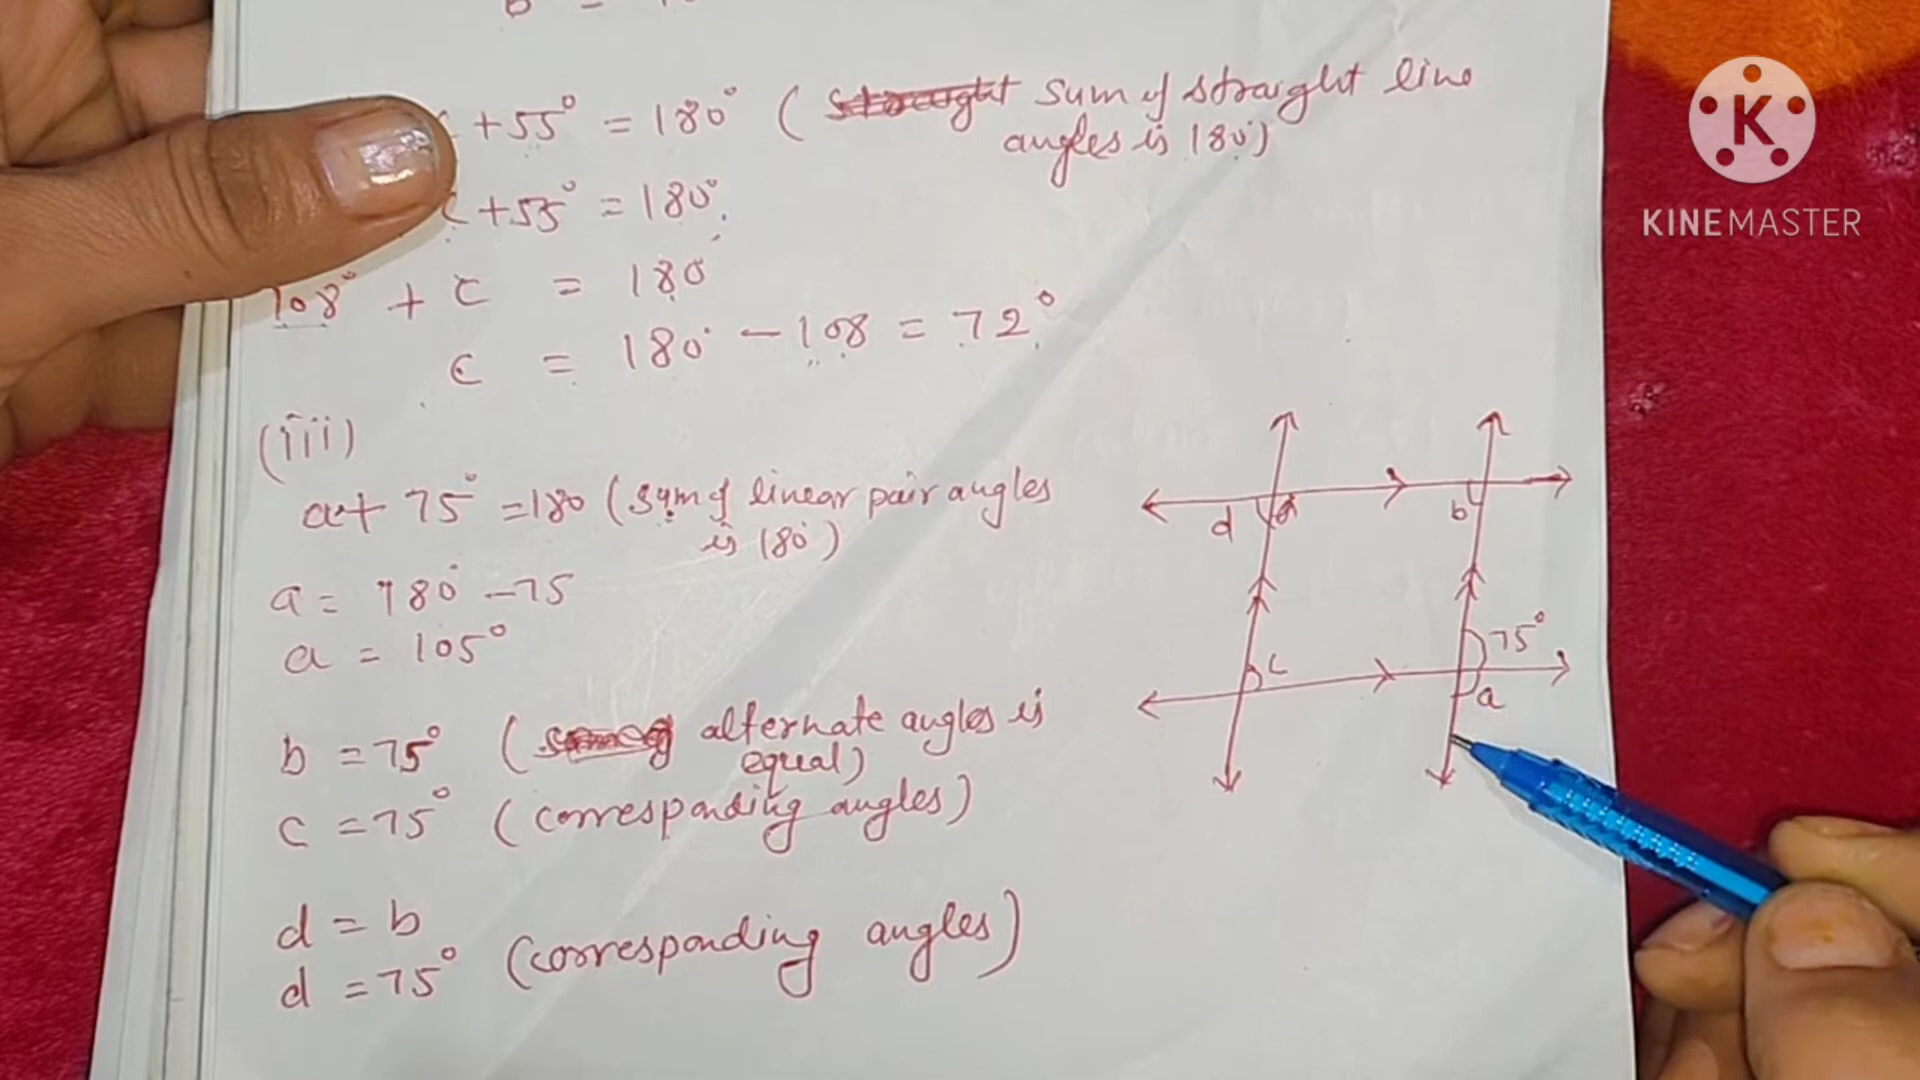 +55° = 180° ( sum of straight line
angles is 180°)
c +55° = 180°
108° + c = 180°
c = 180° - 108 = 72°
(iii)
a + 75° = 180 (sum of linear pair angles
is 180°)
a = 180° - 75
a = 105°
b = 75° ( alternate angles is
equal)
c = 75° (corresponding angles)
d = b
d = 75° (corresponding angles)
d
b
75°
c
a
K
KINEMASTER